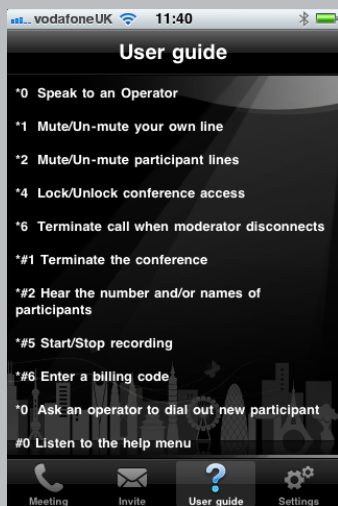 vodafoneUK 11:40
User guide
*0 Speak to an Operator
*1 Mute/Un-mute your own line
*2 Mute/Un-mute participant lines
*4 Lock/Unlock conference access
*6 Terminate call when moderator disconnects
*#1 Terminate the conference
*#2 Hear the number and/or names of
participants
*#5 Start/Stop recording
*#6 Enter a billing code
*0 Ask an operator to dial out new participant
#0 Listen to the help menu
Meeting Invite User guide Settings